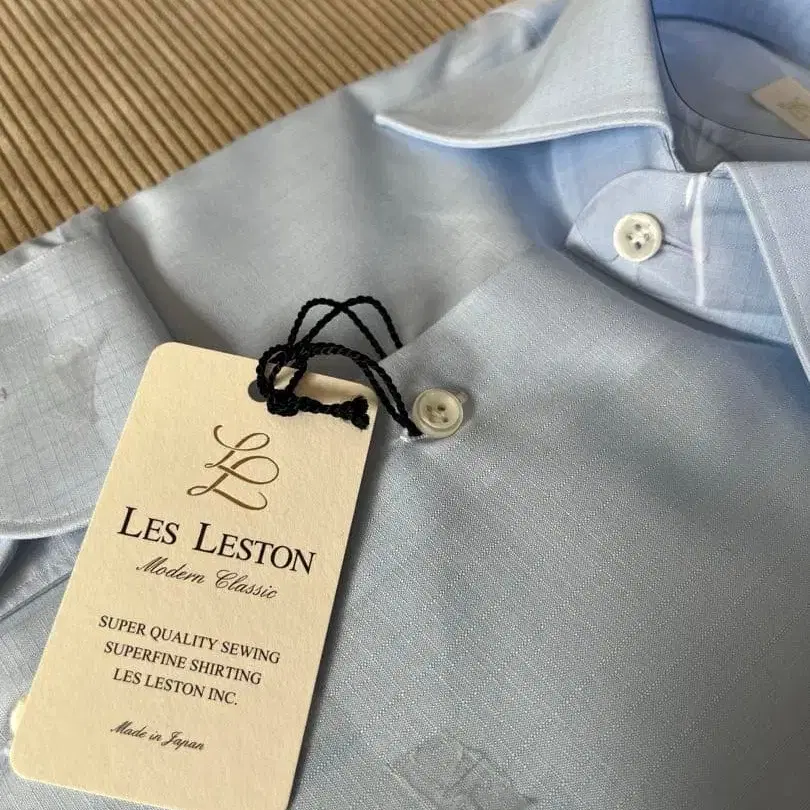 LL
LES LESTON
Modern Classic
SUPER QUALITY SEWING
SUPERFINE SHIRTING
LES LESTON INC.
Made in Japan